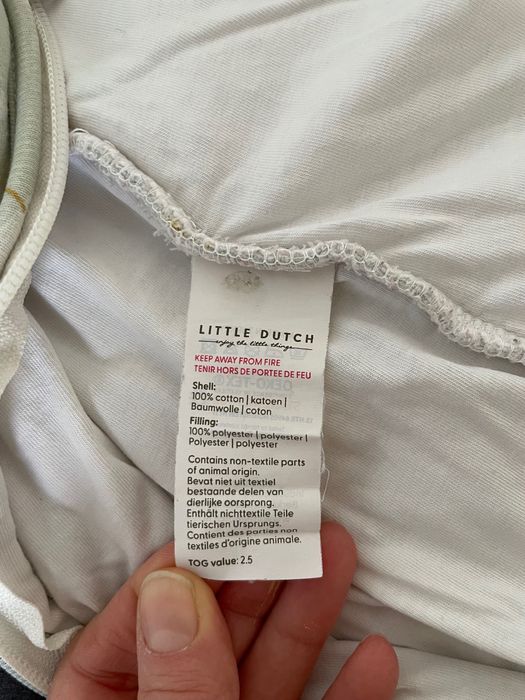 LITTLE DUTCH
enjoy the little things
KEEP AWAY FROM FIRE
TENIR HORS DE PORTEE DE FEU
Shell:
100% cotton | katoen |
Baumwolle | coton
Filling:
100% polyester | polyester |
Polyester | polyester
Contains non-textile parts
of animal origin.
Bevat niet uit textiel
bestaande delen van
dierlijke oorsprong.
Enthält nichttextile Teile
tierischen Ursprungs.
Contient des parties non
textiles d'origine animale.
TOG value: 2.5